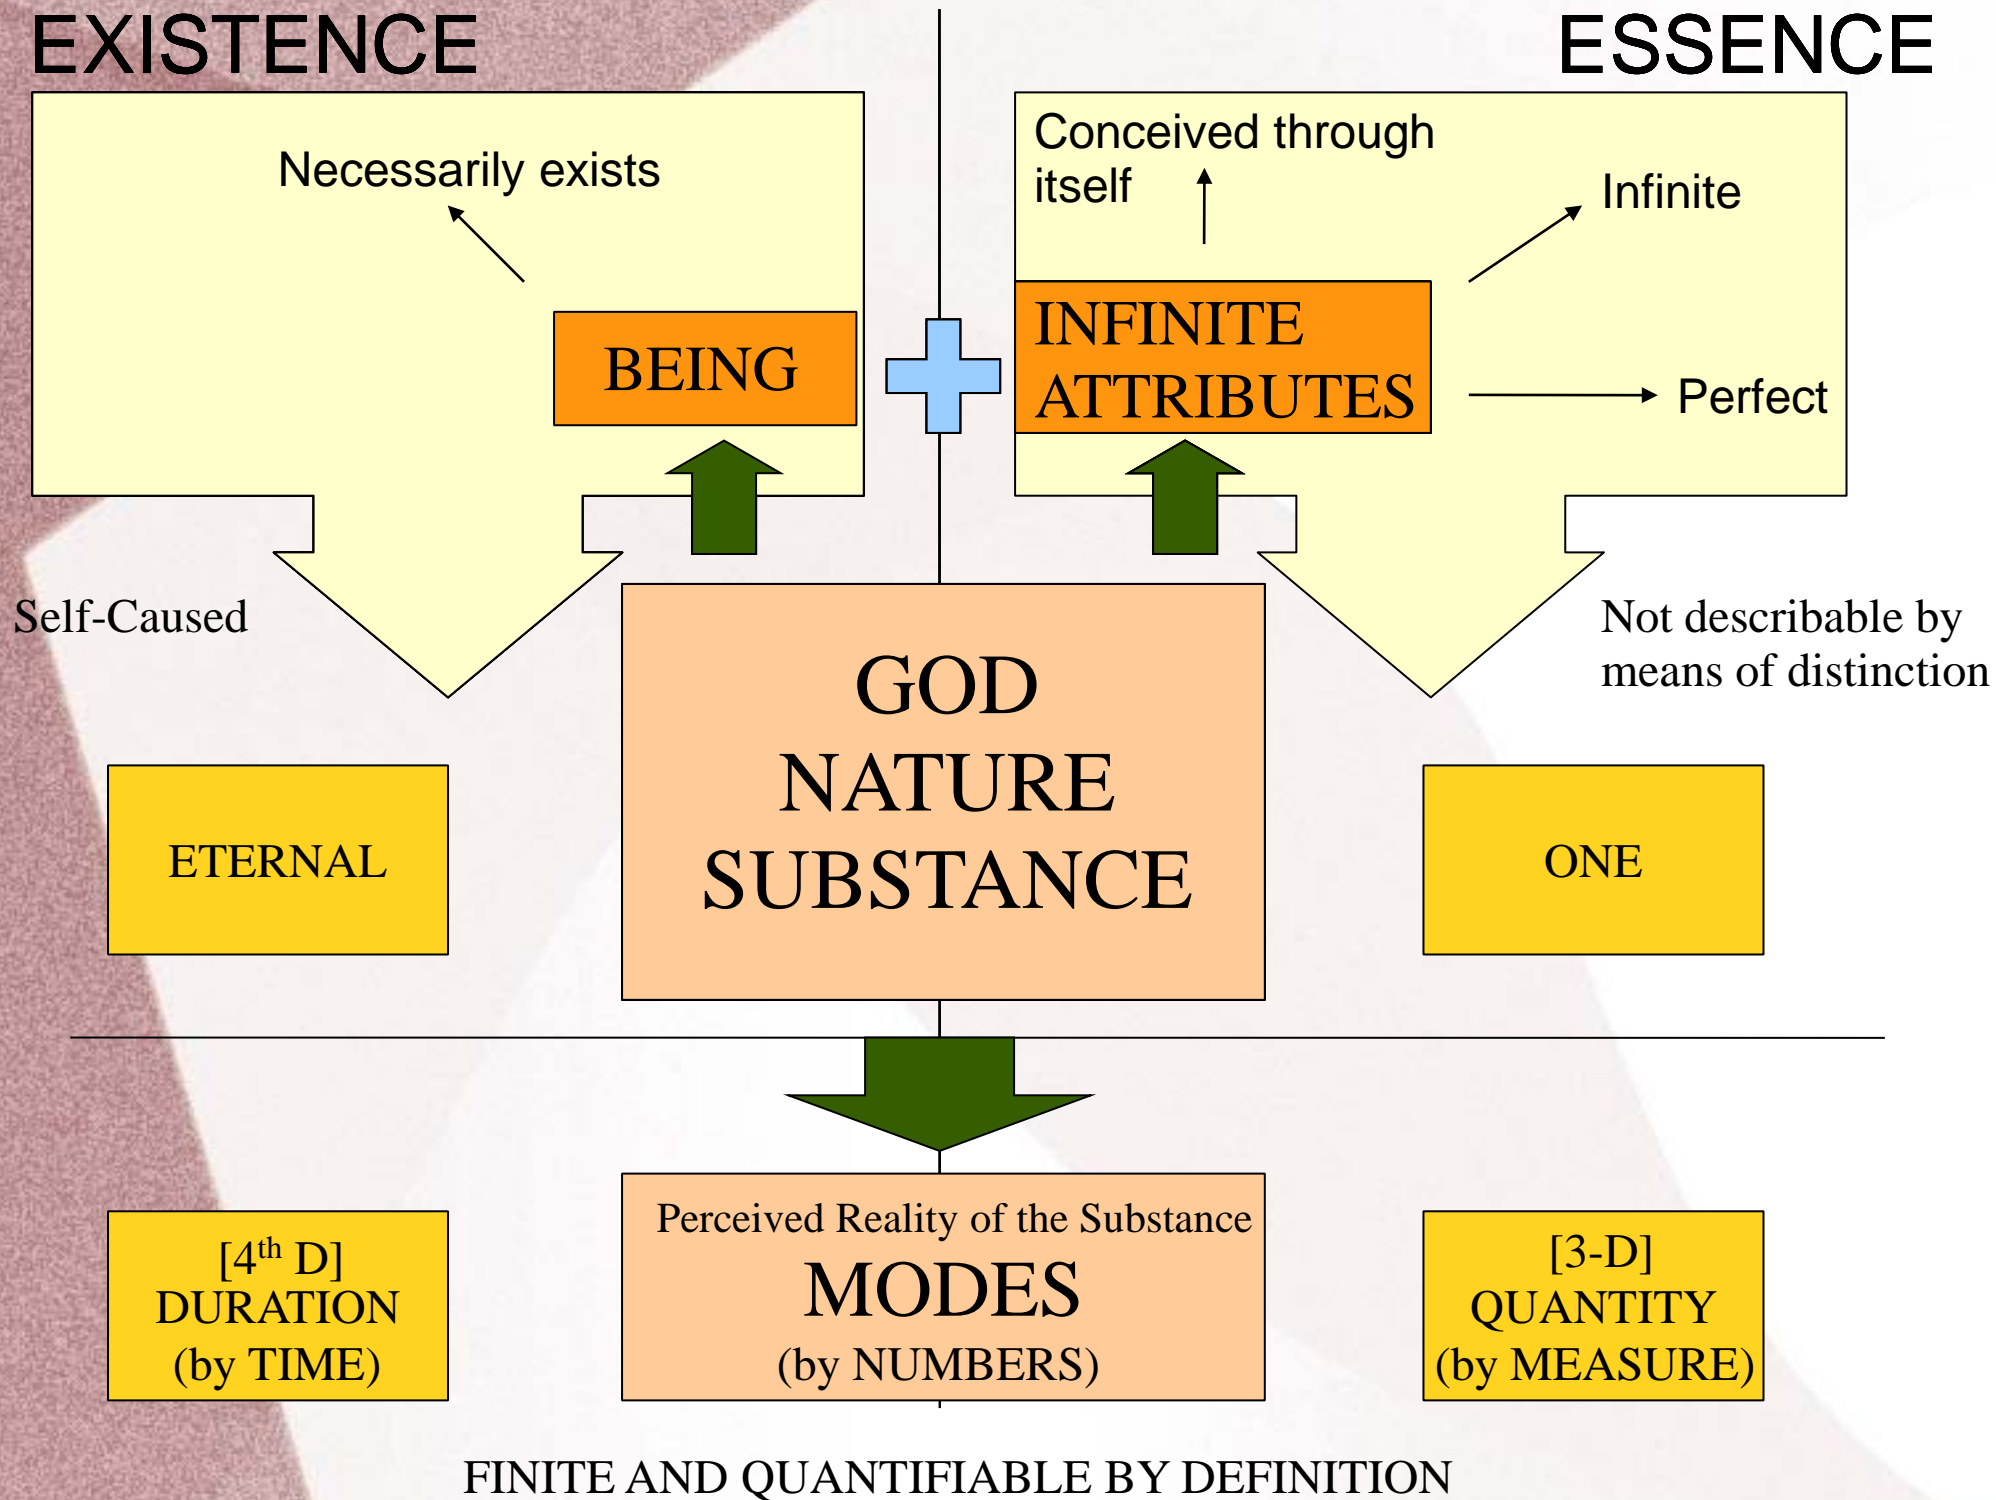 EXISTENCE
ESSENCE
Necessarily exists
Conceived through
itself
Infinite
BEING
INFINITE
ATTRIBUTES
Perfect
Self-Caused
Not describable by
means of distinction
GOD
NATURE
SUBSTANCE
ETERNAL
ONE
[4th D]
DURATION
(by TIME)
Perceived Reality of the Substance
MODES
(by NUMBERS)
[3-D]
QUANTITY
(by MEASURE)
FINITE AND QUANTIFIABLE BY DEFINITION